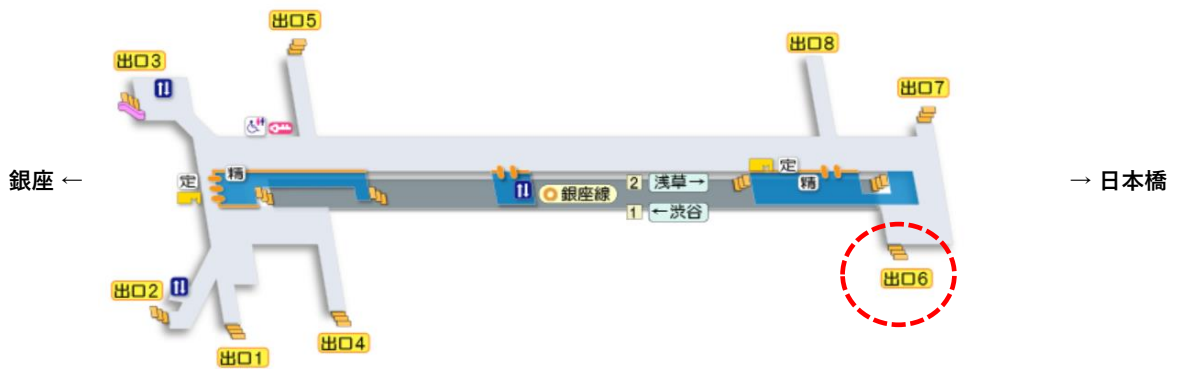 出口5
出口8
出口3
出口7
定
精
定
銀座 ←
2 浅草→
精
→ 日本橋
銀座線
1 ←渋谷
出口6
出口2
出口4
出口1